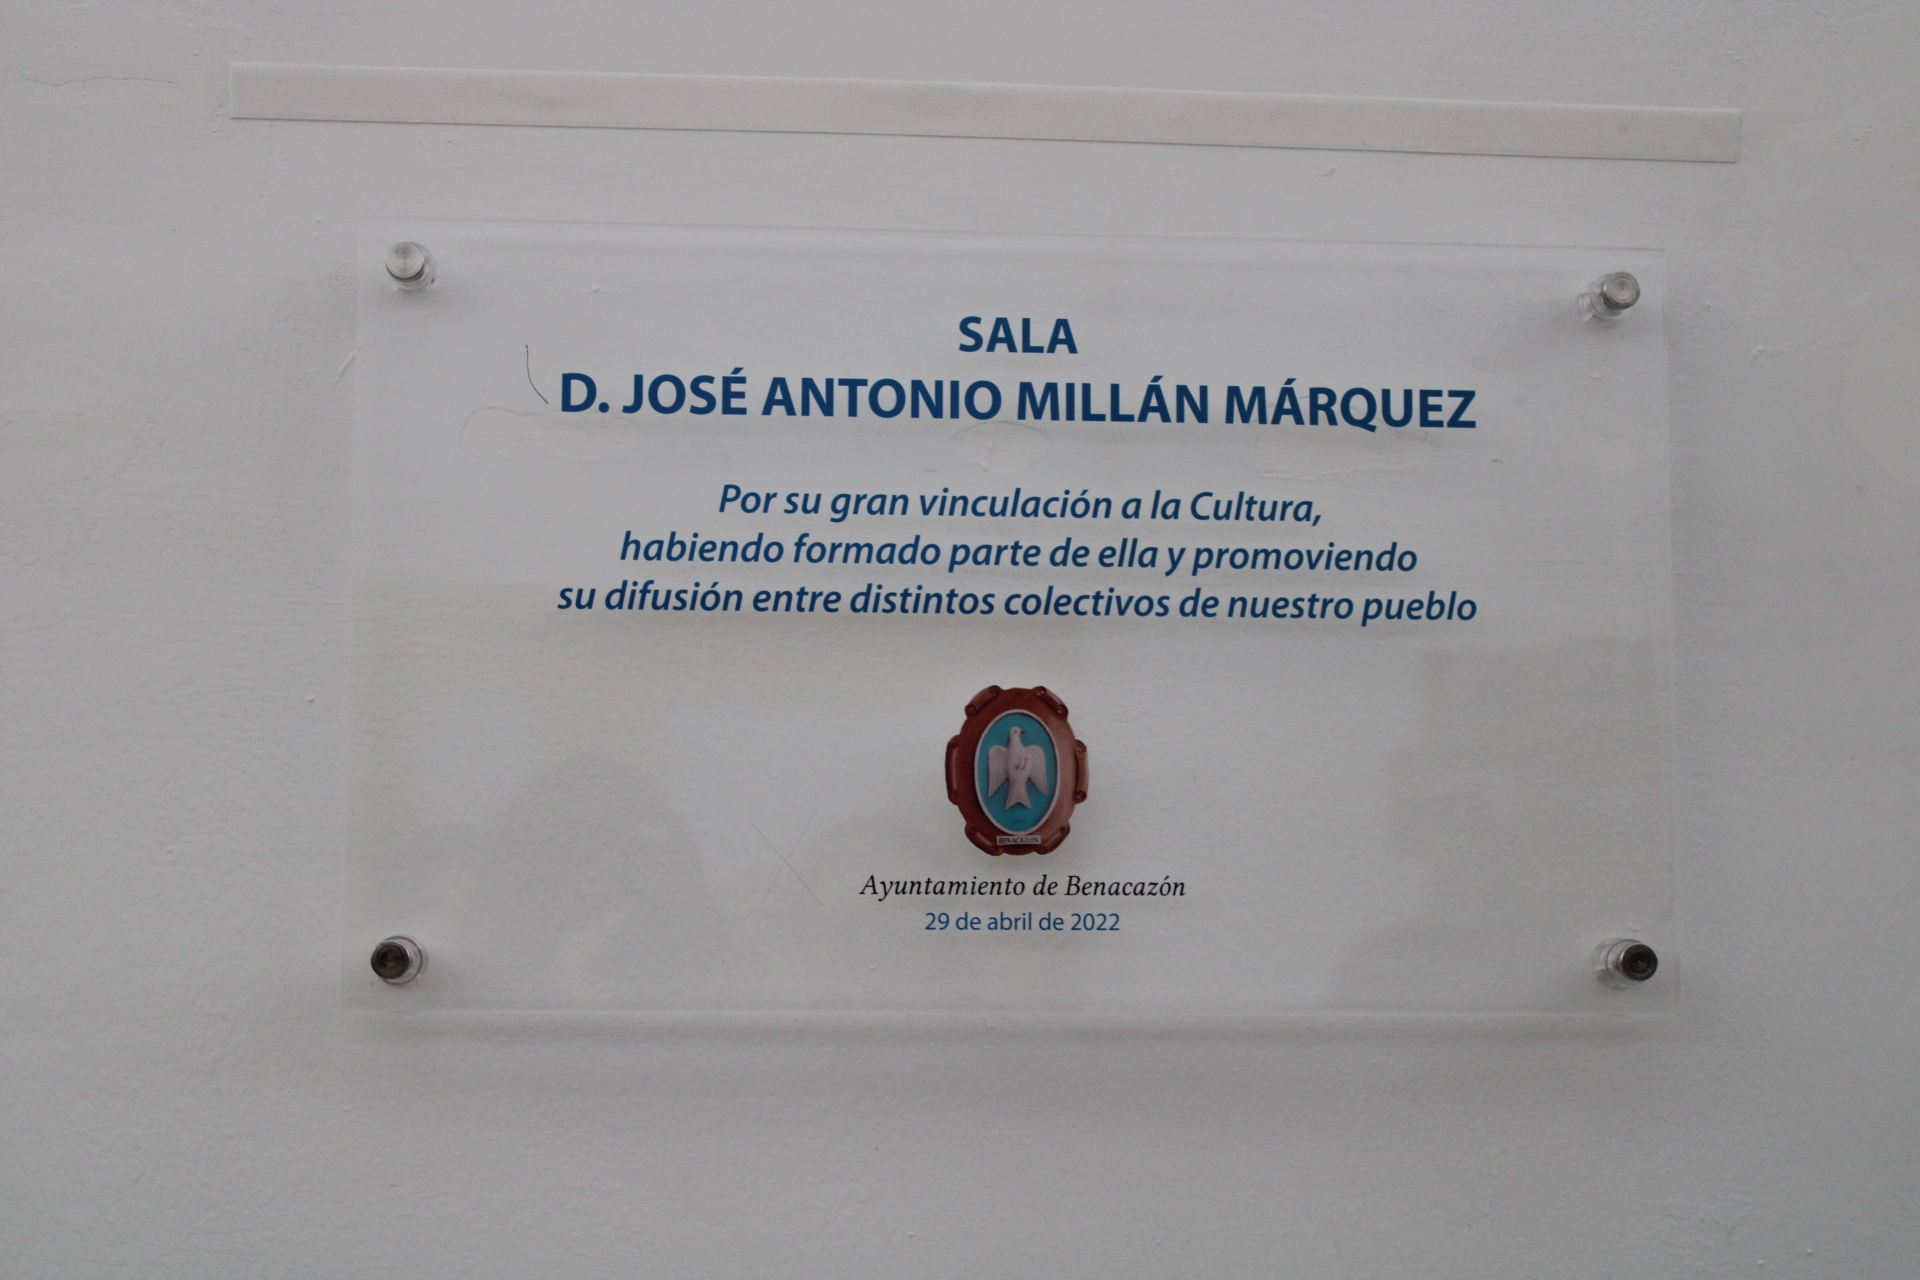 SALA
D. JOSÉ ANTONIO MILLÁN MÁRQUEZ
Por su gran vinculación a la Cultura,
habiendo formado parte de ella y promoviendo
su difusión entre distintos colectivos de nuestro pueblo
BENACAZON
Ayuntamiento de Benacazón
29 de abril de 2022